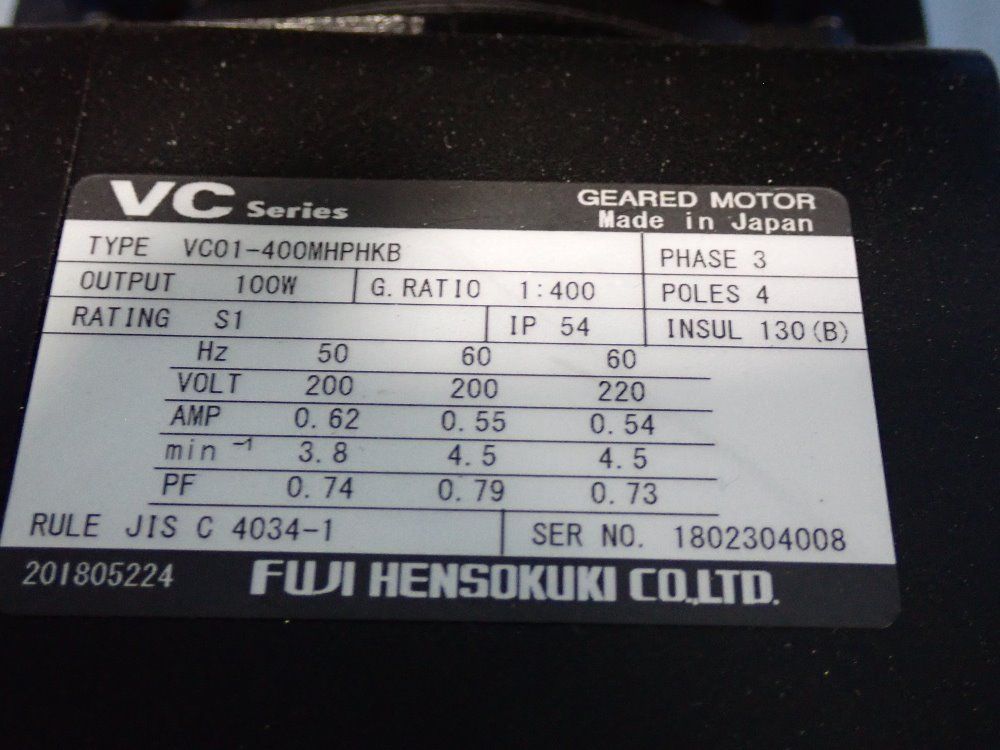 VC Series GEARED MOTOR
Made in Japan
TYPE VC01-400MHPHKB PHASE 3
OUTPUT 100W G.RATIO 1:400 POLES 4
RATING S1 IP 54 INSUL 130(B)
Hz 50 60 60
VOLT 200 200 220
AMP 0.62 0.55 0.54
min⁻¹ 3.8 4.5 4.5
PF 0.74 0.79 0.73
RULE JIS C 4034-1 SER NO. 1802304008
201805224 FUJI HENSOKUKI CO.,LTD.